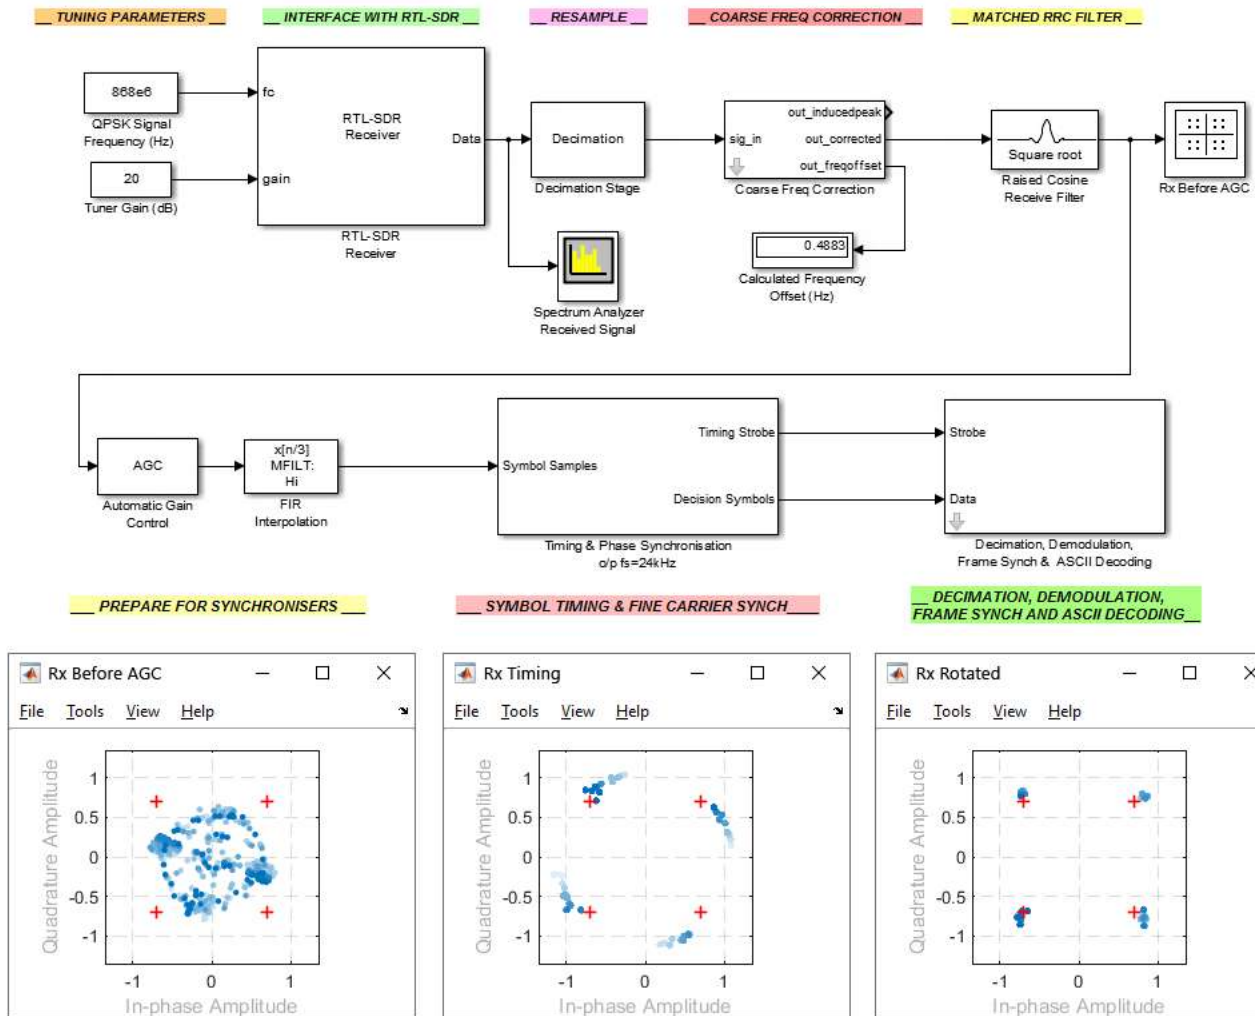 __ TUNING PARAMETERS __
__ INTERFACE WITH RTL-SDR __
__ RESAMPLE __
__ COARSE FREQ CORRECTION __
__ MATCHED RRC FILTER __
868e6
QPSK Signal
Frequency (Hz)
20
Tuner Gain (dB)
fc
gain
RTL-SDR
Receiver
Data
RTL-SDR
Receiver
Decimation
Decimation Stage
Spectrum Analyzer
Received Signal
sig_in
out_inducedpeak
out_corrected
out_freqoffset
Coarse Freq Correction
0.4883
Calculated Frequency
Offset (Hz)
Square root
Raised Cosine
Receive Filter
Rx Before AGC
AGC
Automatic Gain
Control
x[n/3]
MFILT:
Hi
FIR
Interpolation
Symbol Samples
Timing Strobe
Decision Symbols
Timing & Phase Synchronisation
o/p fs=24kHz
Strobe
Data
Decimation, Demodulation,
Frame Synch & ASCII Decoding
___ PREPARE FOR SYNCHRONISERS ___
___ SYMBOL TIMING & FINE CARRIER SYNCH___
__ DECIMATION, DEMODULATION,
FRAME SYNCH AND ASCII DECODING__
Rx Before AGC
File Tools View Help
Quadrature Amplitude
1
0.5
0
-0.5
-1
-1 0 1
In-phase Amplitude
Rx Timing
File Tools View Help
Quadrature Amplitude
1
0.5
0
-0.5
-1
-1 0 1
In-phase Amplitude
Rx Rotated
File Tools View Help
Quadrature Amplitude
1
0.5
0
-0.5
-1
-1 0 1
In-phase Amplitude